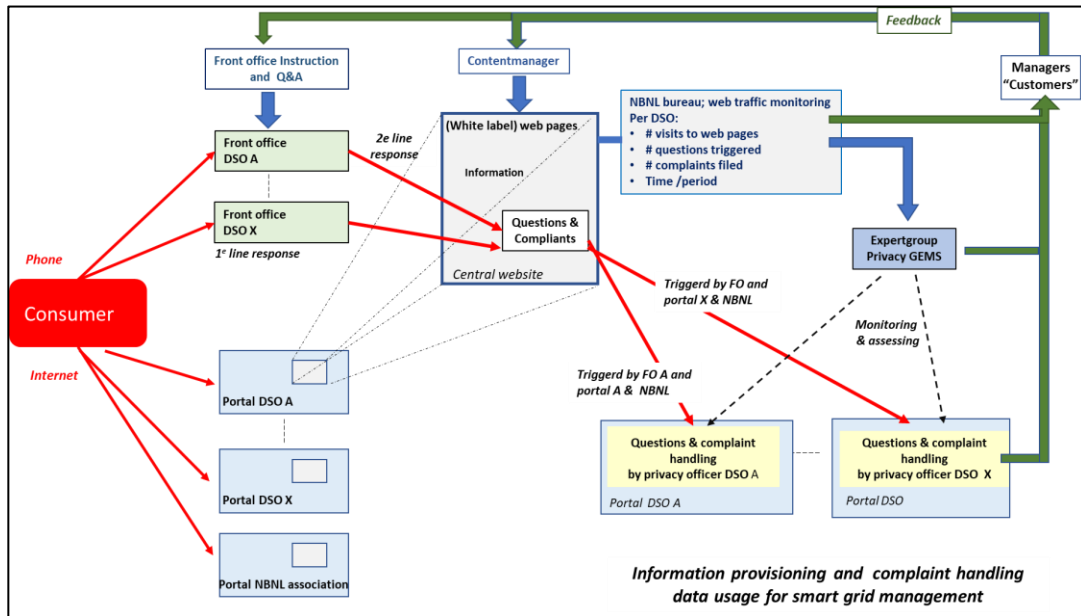 Feedback
Front office Instruction
and Q&A
Contentmanager
Managers
“Customers”
NBNL bureau; web traffic monitoring
Per DSO:
• # visits to web pages
• # questions triggered
• # complaints filed
• Time /period
(White label) web pages
2e line
response
Information
Front office
DSO A
Front office
DSO X
1e line response
Questions &
Compliants
Central website
Expertgroup
Privacy GEMS
Phone
Consumer
Internet
Triggerd by FO and
portal X & NBNL
Monitoring
& assessing
Triggerd by FO A and
portal A & NBNL
Portal DSO A
Questions & complaint
handling
by privacy officer DSO A
Portal DSO A
Questions & complaint
handling
by privacy officer DSO X
Portal DSO
Portal DSO X
Portal NBNL association
Information provisioning and complaint handling
data usage for smart grid management